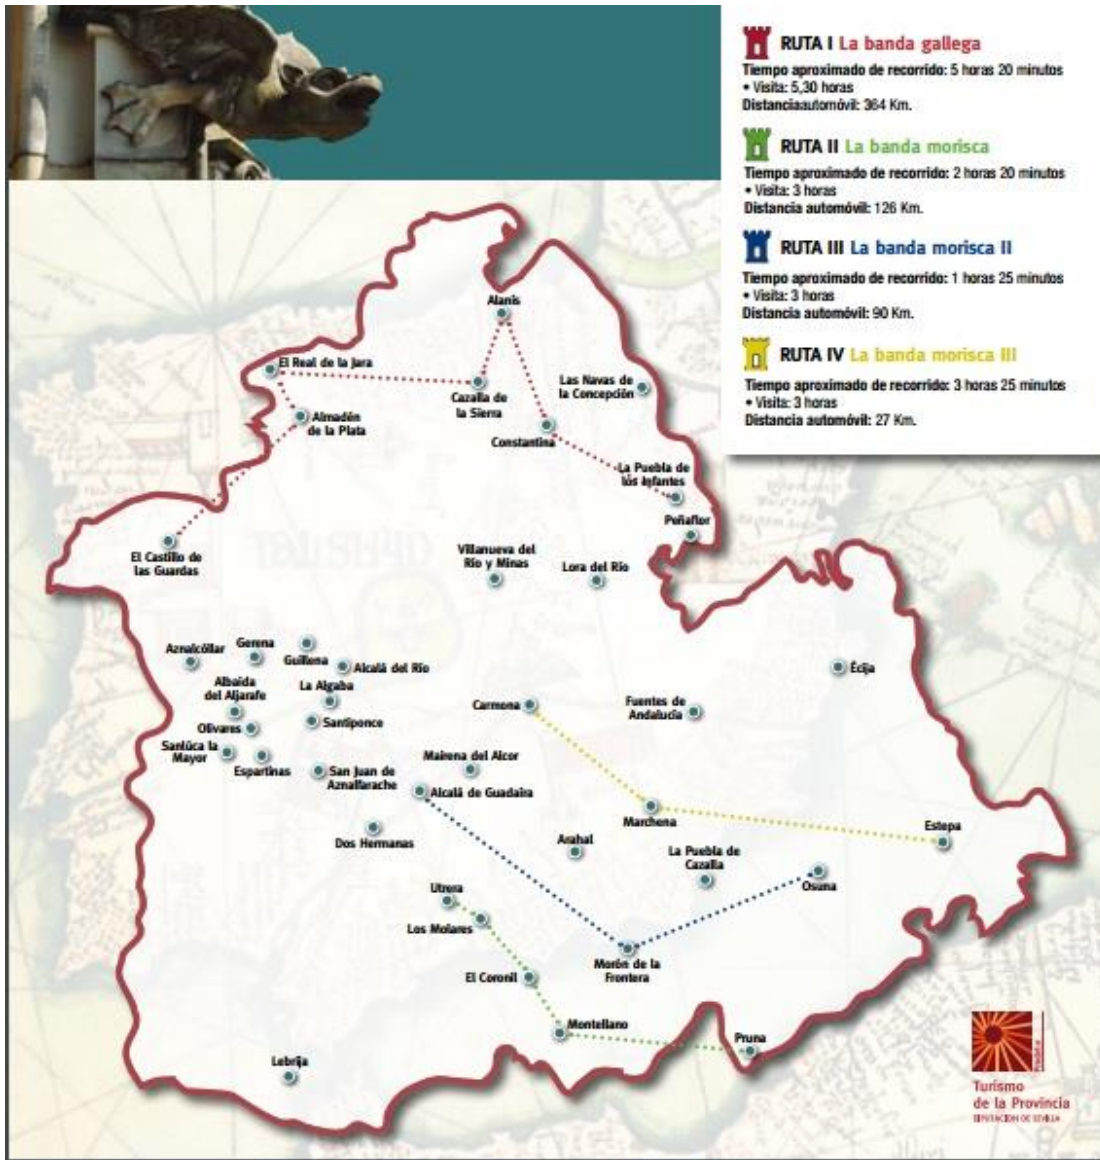 RUTA I La banda gallega
Tiempo aproximado de recorrido: 5 horas 20 minutos
• Visita: 5,30 horas
Distanciaautomóvil: 364 Km.
RUTA II La banda morisca
Tiempo aproximado de recorrido: 2 horas 20 minutos
• Visita: 3 horas
Distancia automóvil: 126 Km.
RUTA III La banda morisca II
Tiempo aproximado de recorrido: 1 horas 25 minutos
• Visita: 3 horas
Distancia automóvil: 90 Km.
RUTA IV La banda morisca III
Tiempo aproximado de recorrido: 3 horas 25 minutos
• Visita: 3 horas
Distancia automóvil: 27 Km.
Alanis
El Real de la Jara
Cazalla de
la Sierra
Las Navas de
la Concepción
Almadén
de la Plata
Constantina
La Puebla de
los Infantes
Peñaflor
El Castillo de
las Guardas
Villanueva del
Río y Minas
Lora del Río
Aznalcóllar
Gerena
Guillena
Alcalá del Río
Écija
Albaida
del Aljarafe
La Algaba
Carmona
Fuentes de
Andalucía
Olivares
Santiponce
Sanlúca la
Mayor
Espartinas
San Juan de
Aznalfarache
Mairena del Alcor
Alcalá de Guadaira
Marchena
Estepa
Dos Hermanas
Arahal
La Puebla de
Cazalla
Osuna
Utrera
Los Molares
El Coronil
Morón de la
Frontera
Montellano
Pruna
Lebrija
Turismo
de la Provincia
DIPUTACIÓN DE SEVILLA